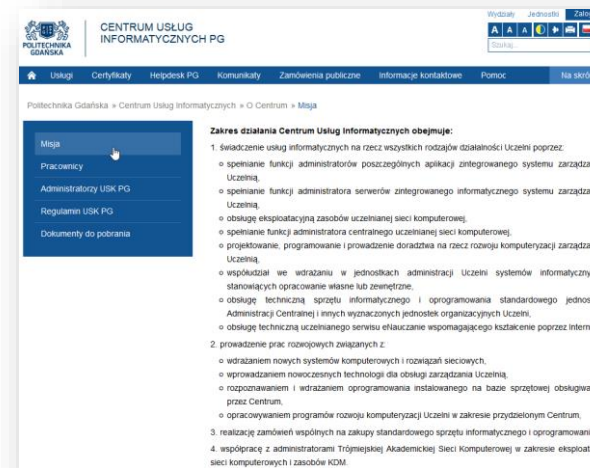 Wydziały Jednostki Zalo
A A A
Szukaj...
POLITECHNIKA
GDAŃSKA
CENTRUM USŁUG
INFORMATYCZNYCH PG
Usługi Certyfikaty Helpdesk PG Komunikaty Zamówienia publiczne Informacje kontaktowe Pomoc Na skró
Politechnika Gdańska » Centrum Usług Informatycznych » O Centrum » Misja
Misja
Pracownicy
Administratorzy USK PG
Regulamin USK PG
Dokumenty do pobrania
Zakres działania Centrum Usług Informatycznych obejmuje:
1. świadczenie usług informatycznych na rzecz wszystkich rodzajów działalności Uczelni poprzez:
spełnianie funkcji administratorów poszczególnych aplikacji zintegrowanego systemu zarządza
Uczelnią,
spełnianie funkcji administratora serwerów zintegrowanego informatycznego systemu zarządza
Uczelnią,
obsługę eksploatacyjną zasobów uczelnianej sieci komputerowej,
spełnianie funkcji administratora centralnego uczelnianej sieci komputerowej,
projektowanie, programowanie i prowadzenie doradztwa na rzecz rozwoju komputeryzacji zarządza
Uczelnią,
współudział we wdrażaniu w jednostkach administracji Uczelni systemów informatyczny
stanowiących opracowanie własne lub zewnętrzne,
obsługę techniczną sprzętu informatycznego i oprogramowania standardowego jednos
Administracji Centralnej i innych wyznaczonych jednostek organizacyjnych Uczelni,
obsługę techniczną uczelnianego serwisu eNauczanie wspomagającego kształcenie poprzez Intern
2. prowadzenie prac rozwojowych związanych z:
wdrażaniem nowych systemów komputerowych i rozwiązań sieciowych,
wprowadzaniem nowoczesnych technologii dla obsługi zarządzania Uczelnią,
rozpoznawaniem i wdrażaniem oprogramowania instalowanego na bazie sprzętowej obsługiwa
przez Centrum,
opracowywaniem programów rozwoju komputeryzacji Uczelni w zakresie przydzielonym Centrum,
3. realizację zamówień wspólnych na zakupy standardowego sprzętu informatycznego i oprogramowani
4. współpracę z administratorami Trójmiejskiej Akademickiej Sieci Komputerowej w zakresie eksploat
sieci komputerowych i zasobów KDM.